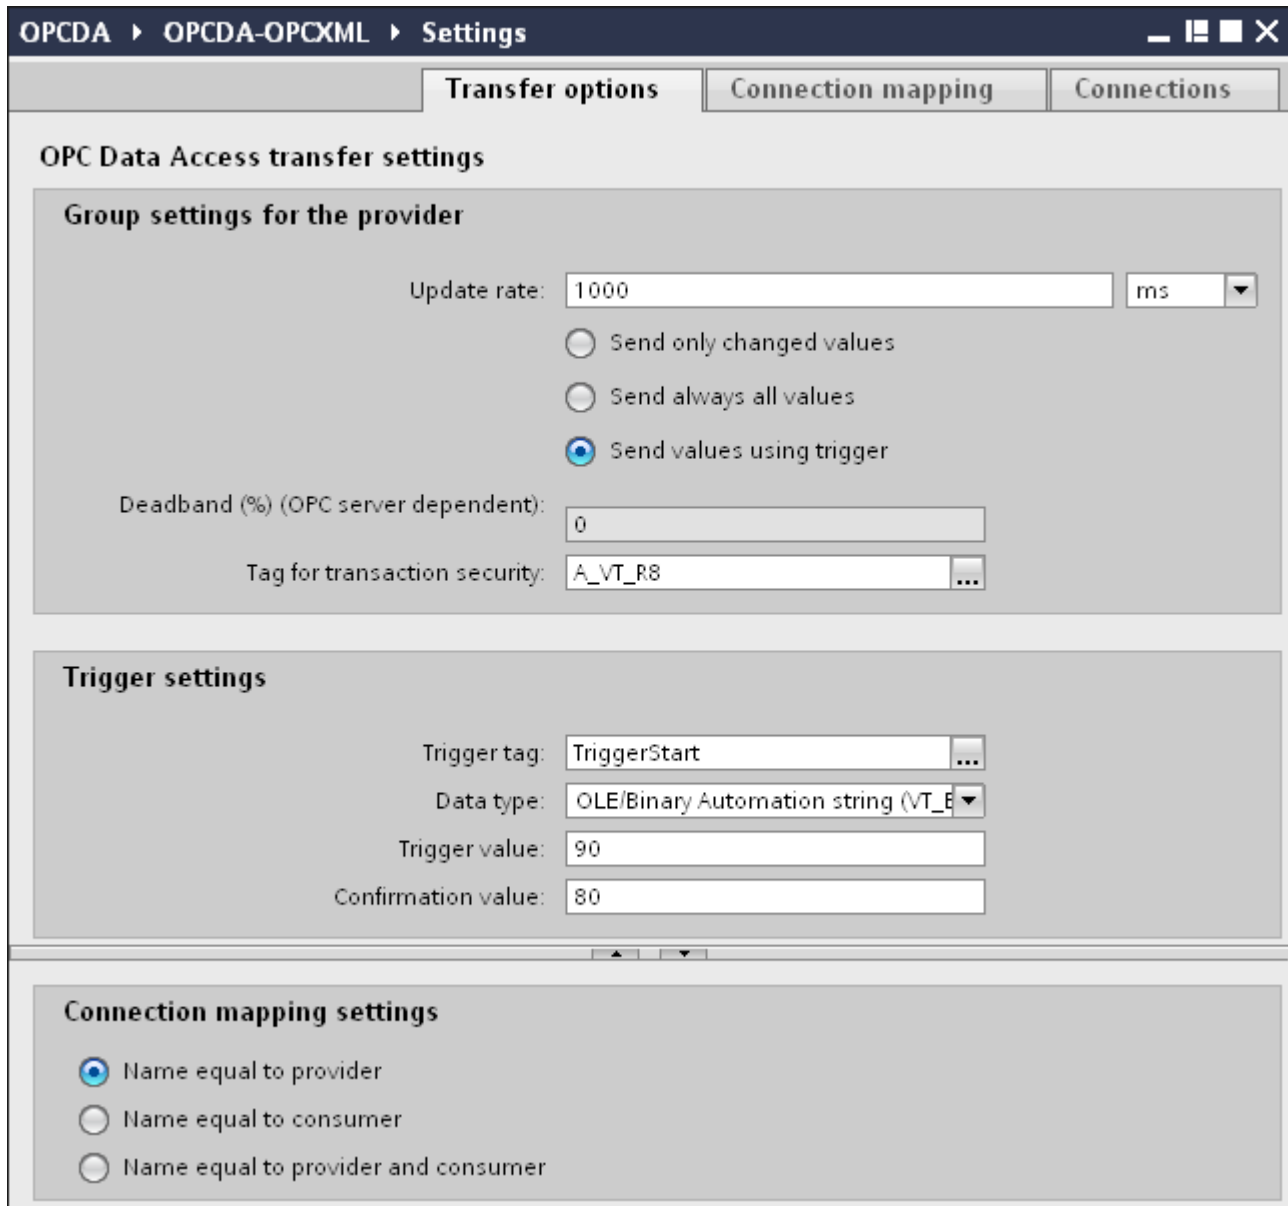 OPCDA ▸ OPCDA-OPCXML ▸ Settings
Transfer options Connection mapping Connections
OPC Data Access transfer settings
Group settings for the provider
Update rate: 1000 ms
Send only changed values
Send always all values
Send values using trigger
Deadband (%) (OPC server dependent):
0
Tag for transaction security: A_VT_R8 ...
Trigger settings
Trigger tag: TriggerStart ...
Data type: OLE/Binary Automation string (VT_
Trigger value: 90
Confirmation value: 80
Connection mapping settings
Name equal to provider
Name equal to consumer
Name equal to provider and consumer